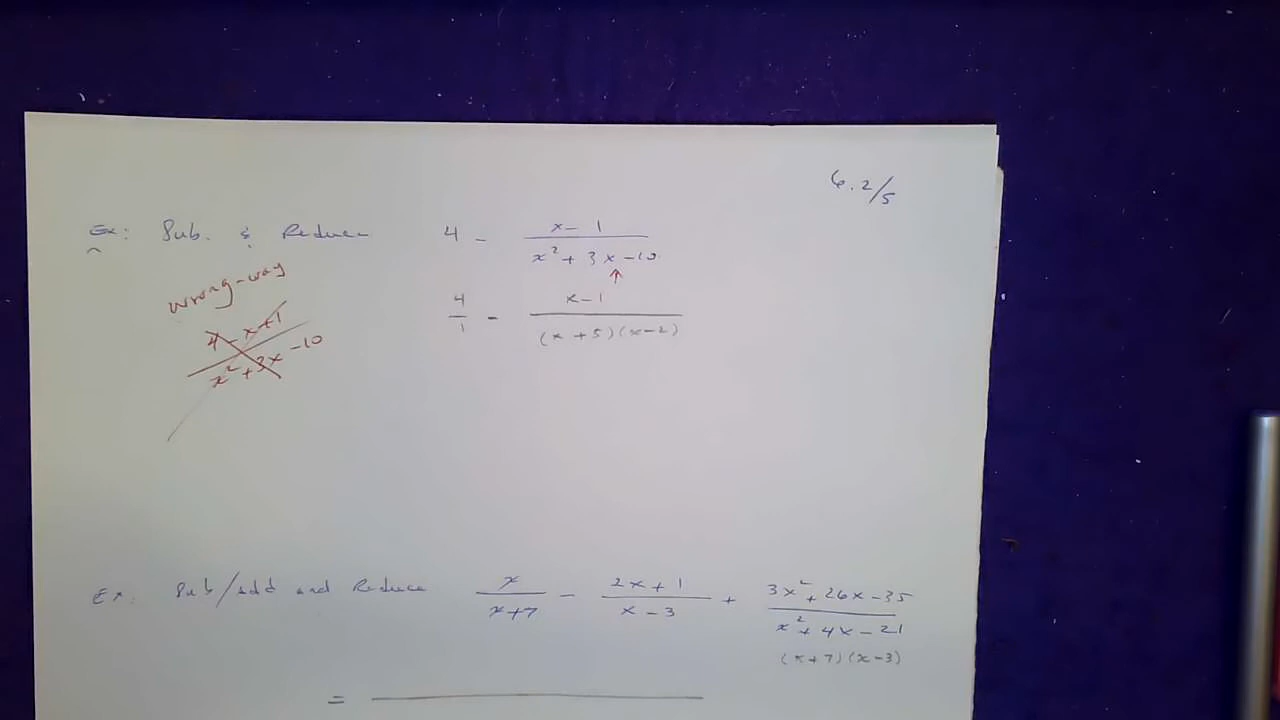 6.2/5
Ex: Sub. & Reduce 4 - (x-1)/(x²+3x-10)
↑
wrong-way
4-x+1/x²+3x-10
4/1 - (x-1)/((x+5)(x-2))
Ex: Sub/add and Reduce x/(x+7) - (2x+1)/(x-3) + (3x²+26x-35)/(x²+4x-21)
(x+7)(x-3)
=